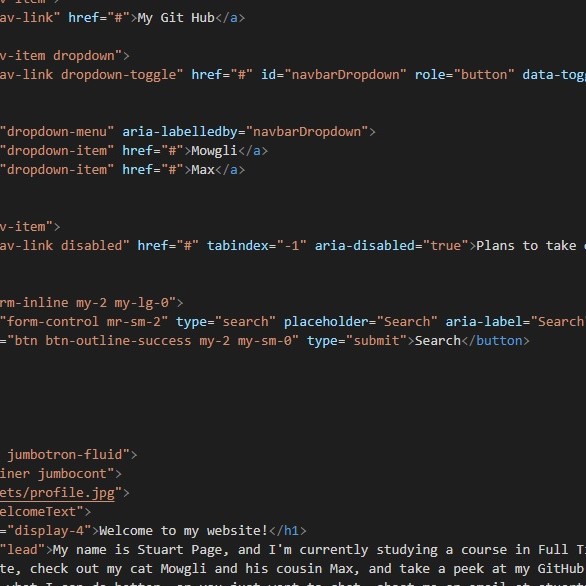 av-link" href="#">My Git Hub</a>
v-item dropdown">
av-link dropdown-toggle" href="#" id="navbarDropdown" role="button" data-togg
"dropdown-menu" aria-labelledby="navbarDropdown">
"dropdown-item" href="#">Mowgli</a>
"dropdown-item" href="#">Max</a>
v-item">
av-link disabled" href="#" tabindex="-1" aria-disabled="true">Plans to take
rm-inline my-2 my-lg-0">
"form-control mr-sm-2" type="search" placeholder="Search" aria-label="Search
="btn btn-outline-success my-2 my-sm-0" type="submit">Search</button>
jumbotron-fluid">
iner jumbocont">
ets/profile.jpg">
elcomeText">
="display-4">Welcome to my website!</h1>
"lead">My name is Stuart Page, and I'm currently studying a course in Full Ti
te, check out my cat Mowgli and his cousin Max, and take a peek at my GitHub